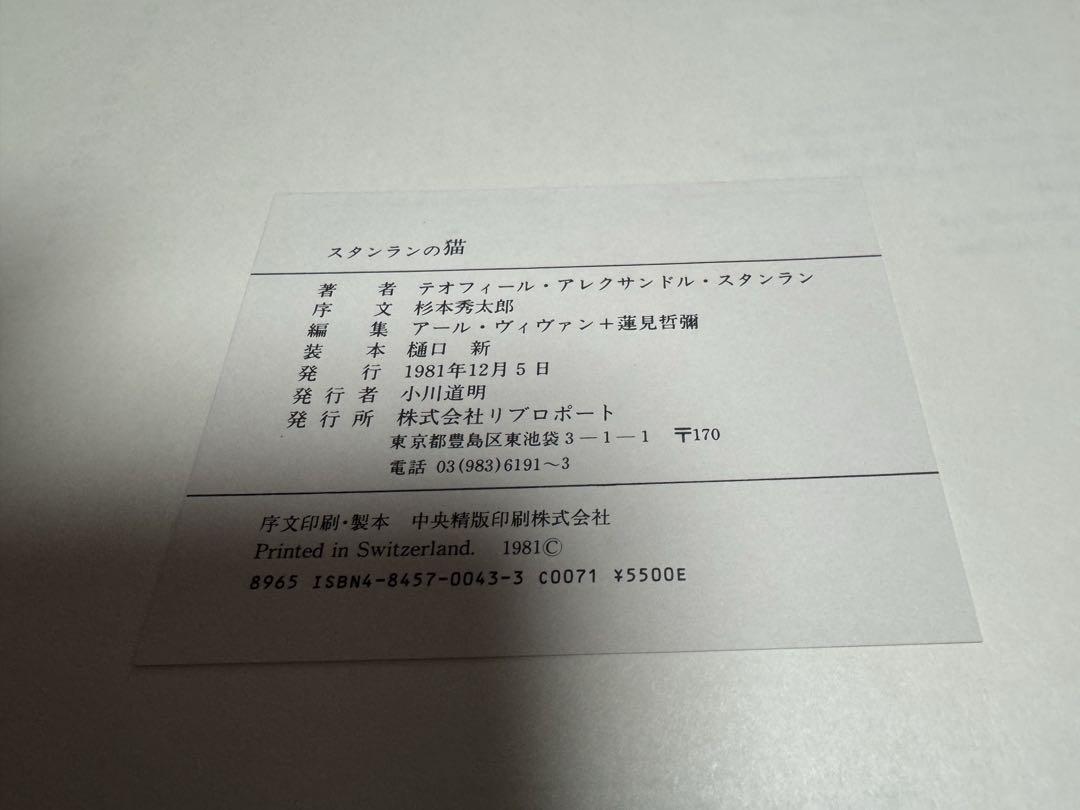 スタンランの猫
著者 テオフィール・アレクサンドル・スタンラン
序文 杉本秀太郎
編集 アール・ヴィヴァン+蓮見哲彌
装本 樋口 新
発行 1981年12月5日
発行者 小川道明
発行所 株式会社リブロポート
東京都豊島区東池袋3-1-1 〒170
電話 03(983)6191〜3
序文印刷・製本 中央精版印刷株式会社
Printed in Switzerland. 1981©
8965 ISBN4-8457-0043-3 C0071 ¥5500E